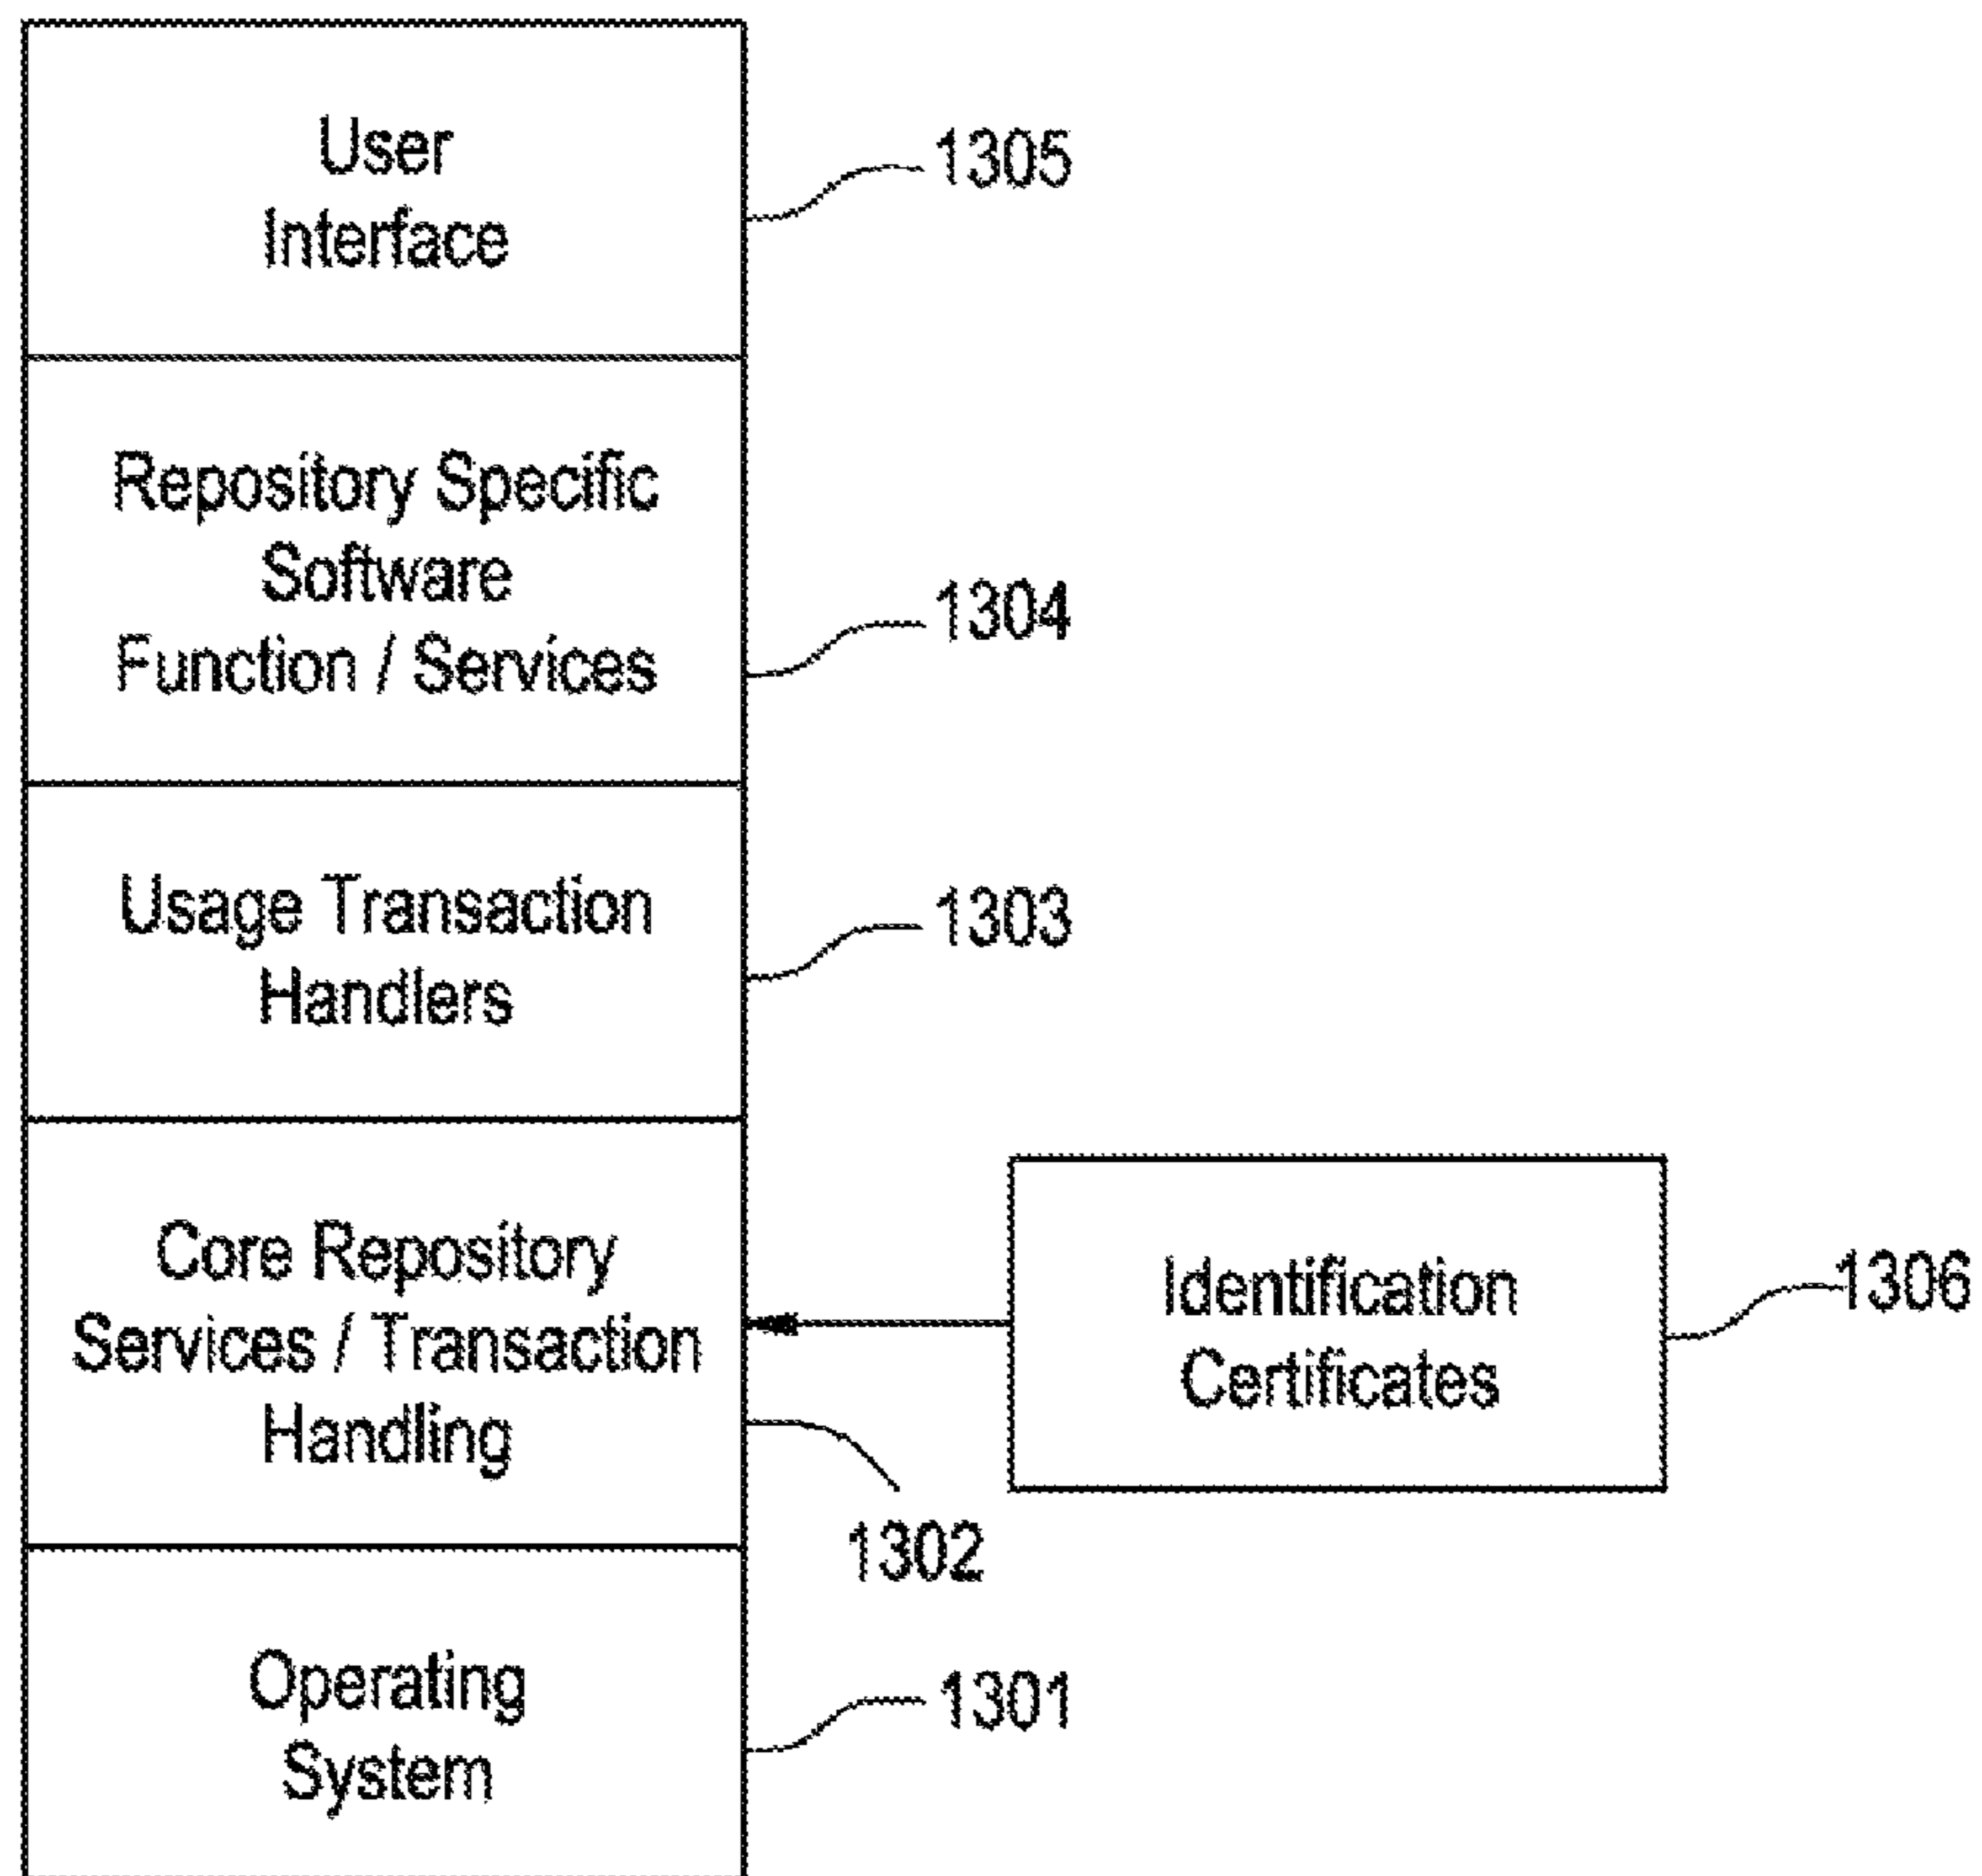 User
Interface
1305
Repository Specific
Software
Function / Services
1304
Usage Transaction
Handlers
1303
Core Repository
Services / Transaction
Handling
1302
Identification
Certificates
1306
Operating
System
1301